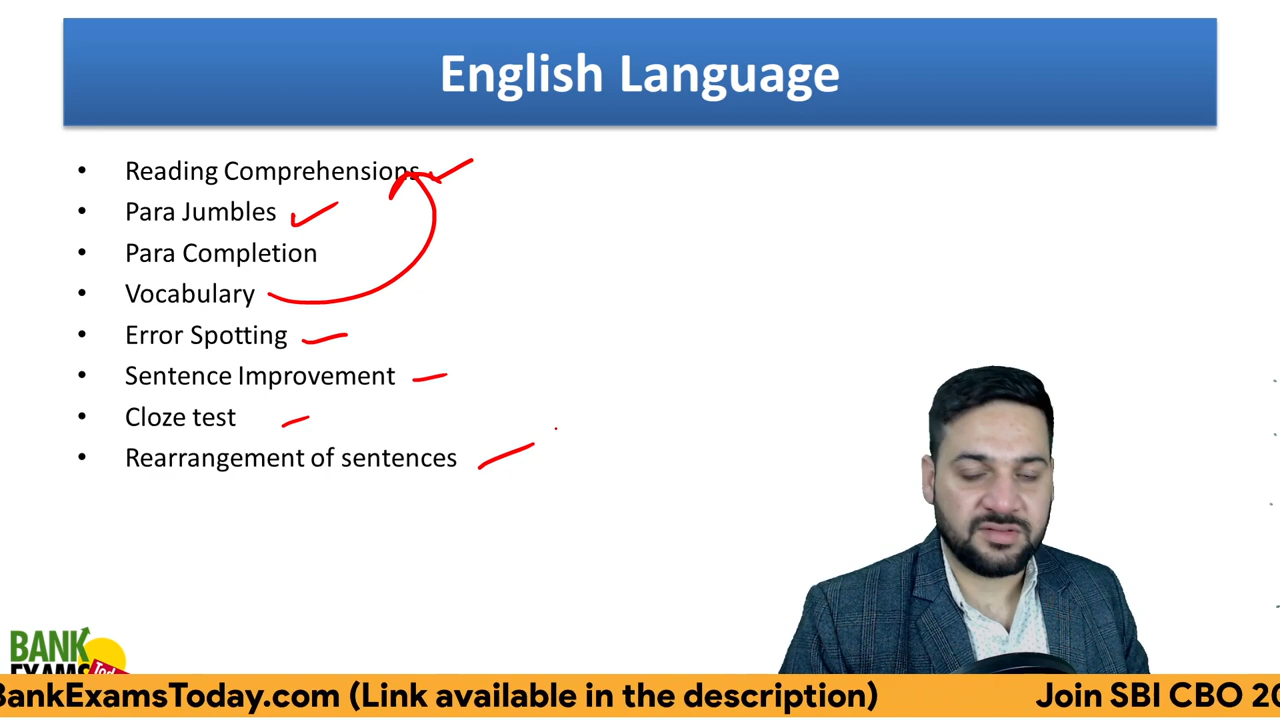 English Language
• Reading Comprehensions
• Para Jumbles
• Para Completion
• Vocabulary
• Error Spotting
• Sentence Improvement
• Cloze test
• Rearrangement of sentences
BANK
EXAMS
BankExamsToday.com (Link available in the description) Join SBI CBO